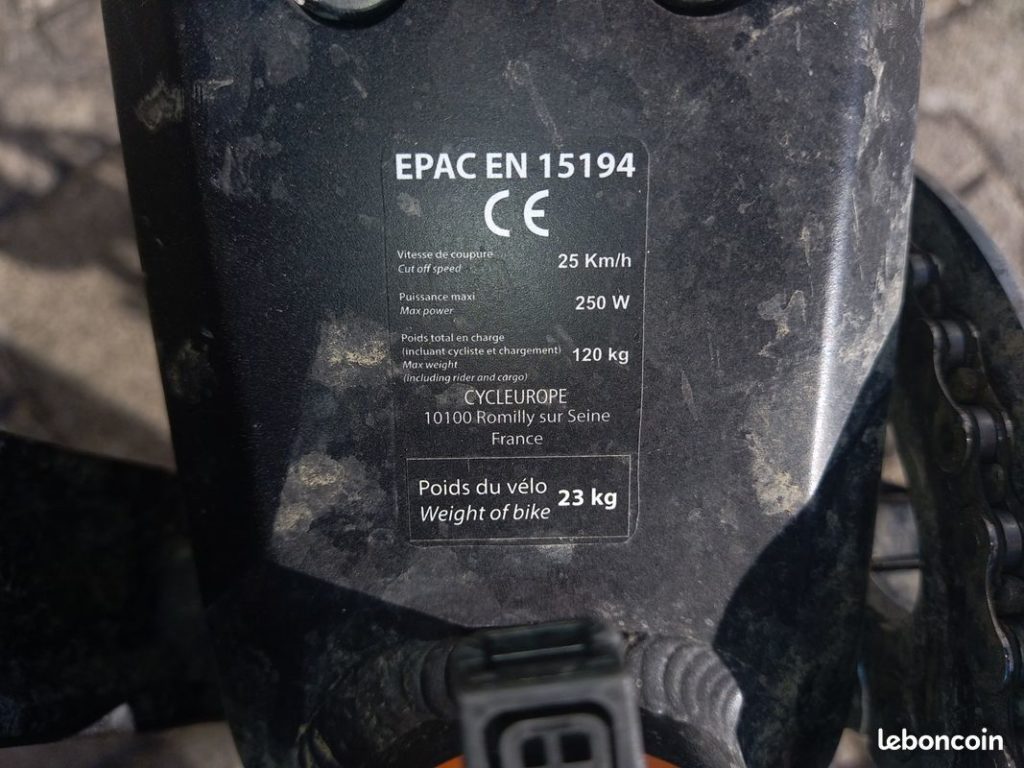 EPAC EN 15194
CE
Vitesse de coupure
Cut off speed
25 Km/h
Puissance maxi
Max power
250 W
Poids total en charge
(incluant cycliste et chargement)
Max weight
(including rider and cargo)
120 kg
CYCLEUROPE
10100 Romilly sur Seine
France
Poids du vélo
Weight of bike
23 kg
leboncoin